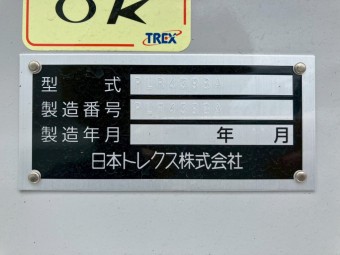 OK
TREX
型式
製造番号
製造年月 年 月
日本トレクス株式会社